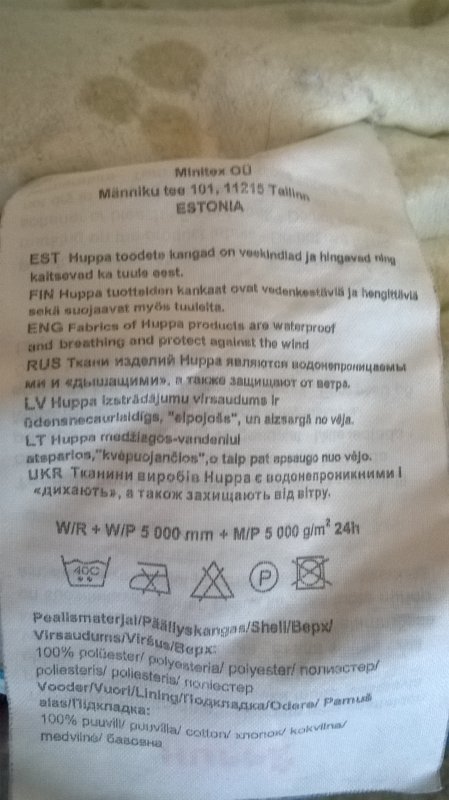 Minitex OÜ
Männiku tee 101, 11215 Tallinn
ESTONIA
EST Huppa toodete kangad on veekindlad ja hingavad ning
kaitsevad ka tuule eest.
FIN Huppa tuotteiden kankaat ovat vedenkestäviä ja hengittäviä
sekä suojaavat myös tuulelta.
ENG Fabrics of Huppa products are waterproof
and breathing and protect against the wind
RUS Ткани изделий Huppa являются водонепроницаемы
ми и «дышащими», а также защищают от ветра.
LV Huppa izstrādājumu virsaudums ir
ūdensnecaurlaidīgs, "elpojošs", un aizsargā no vēja.
LT Huppa medžiagos-vandeniui
atsparios,"kvėpuojančios",o taip pat apsaugo nuo vėjo.
UKR Тканини виробів Huppa є водонепроникними і
«дихають», а також захищають від вітру.
W/R + W/P 5 000 mm + M/P 5 000 g/m² 24h
40C P
Pealismaterjal/Päällyskangas/Shell/Верх/
Virsaudums/Viršus/Верх:
100% polüester/ polyesteria/ polyester/ полиэстер/
poliesteris/ poliesteris/ поліестер
Vooder/Vuori/Lining/Подкладка/Odere/ Pamuš
alas/Підкладка:
100% puuvill/ puuvilla/ cotton/ хлопок/ kokvilna/
medvilnė/ бавовна